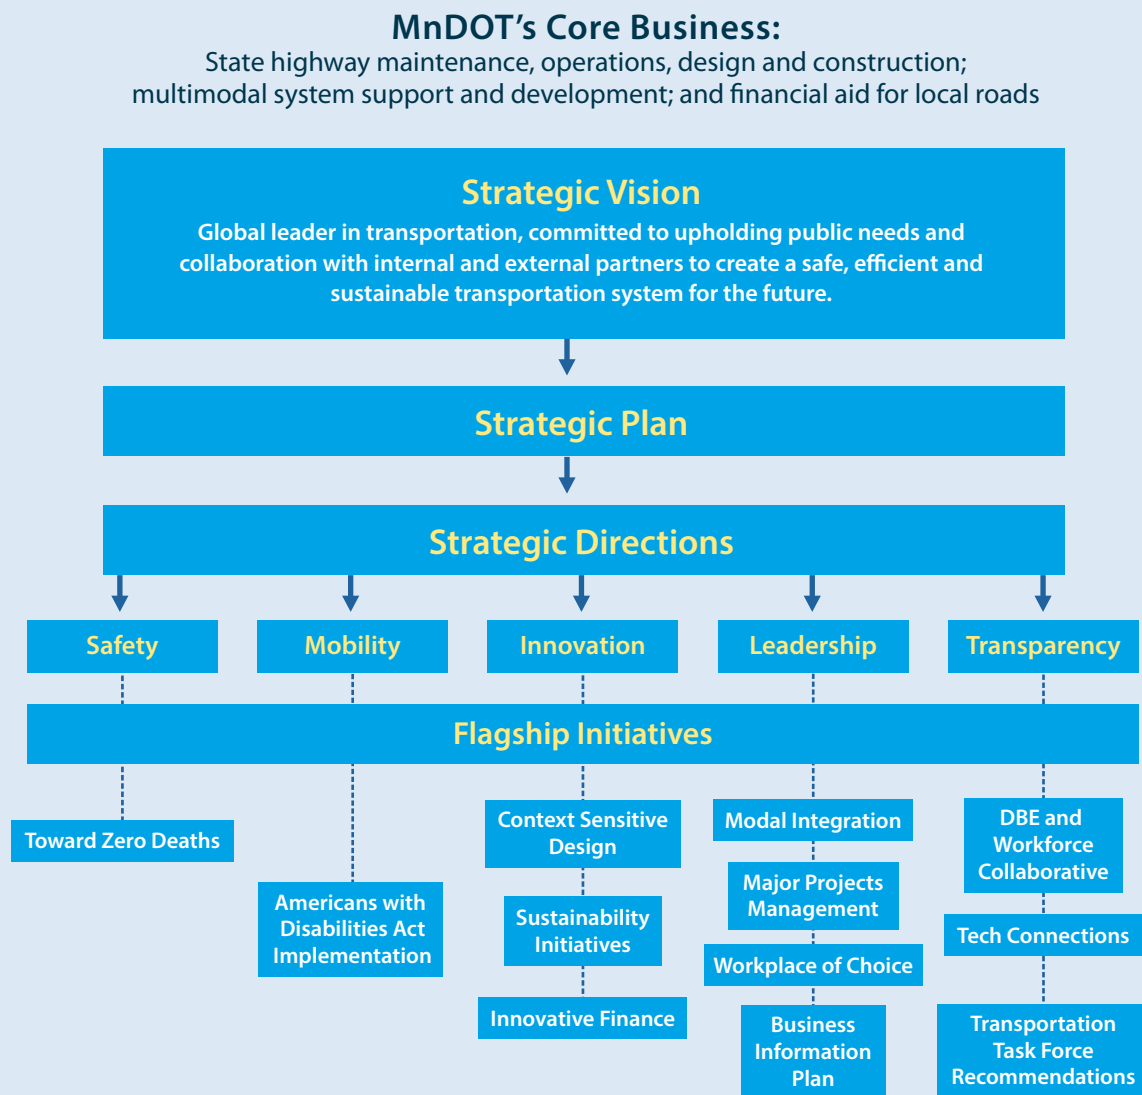 MnDOT’s Core Business:
State highway maintenance, operations, design and construction;
multimodal system support and development; and financial aid for local roads
Strategic Vision
Global leader in transportation, committed to upholding public needs and
collaboration with internal and external partners to create a safe, efficient and
sustainable transportation system for the future.
Strategic Plan
Strategic Directions
Safety
Mobility
Innovation
Leadership
Transparency
Flagship Initiatives
Toward Zero Deaths
Americans with
Disabilities Act
Implementation
Context Sensitive
Design
Sustainability
Initiatives
Innovative Finance
Modal Integration
Major Projects
Management
Workplace of Choice
Business
Information
Plan
DBE and
Workforce
Collaborative
Tech Connections
Transportation
Task Force
Recommendations